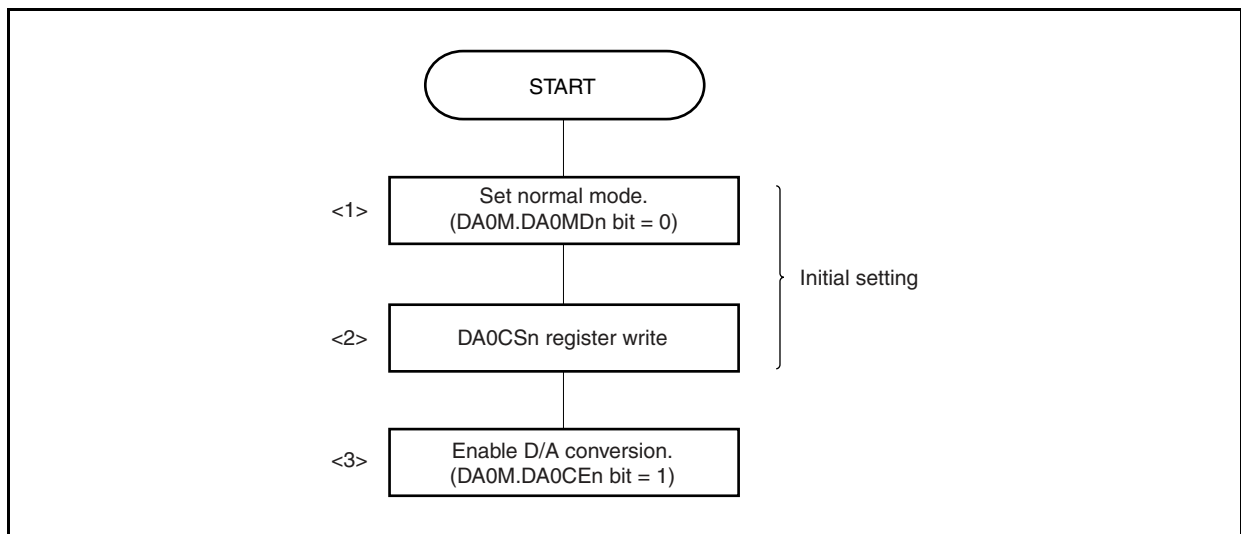 START
<1>
Set normal mode.
(DA0M.DA0MDn bit = 0)
Initial setting
<2>
DA0CSn register write
<3>
Enable D/A conversion.
(DA0M.DA0CEn bit = 1)